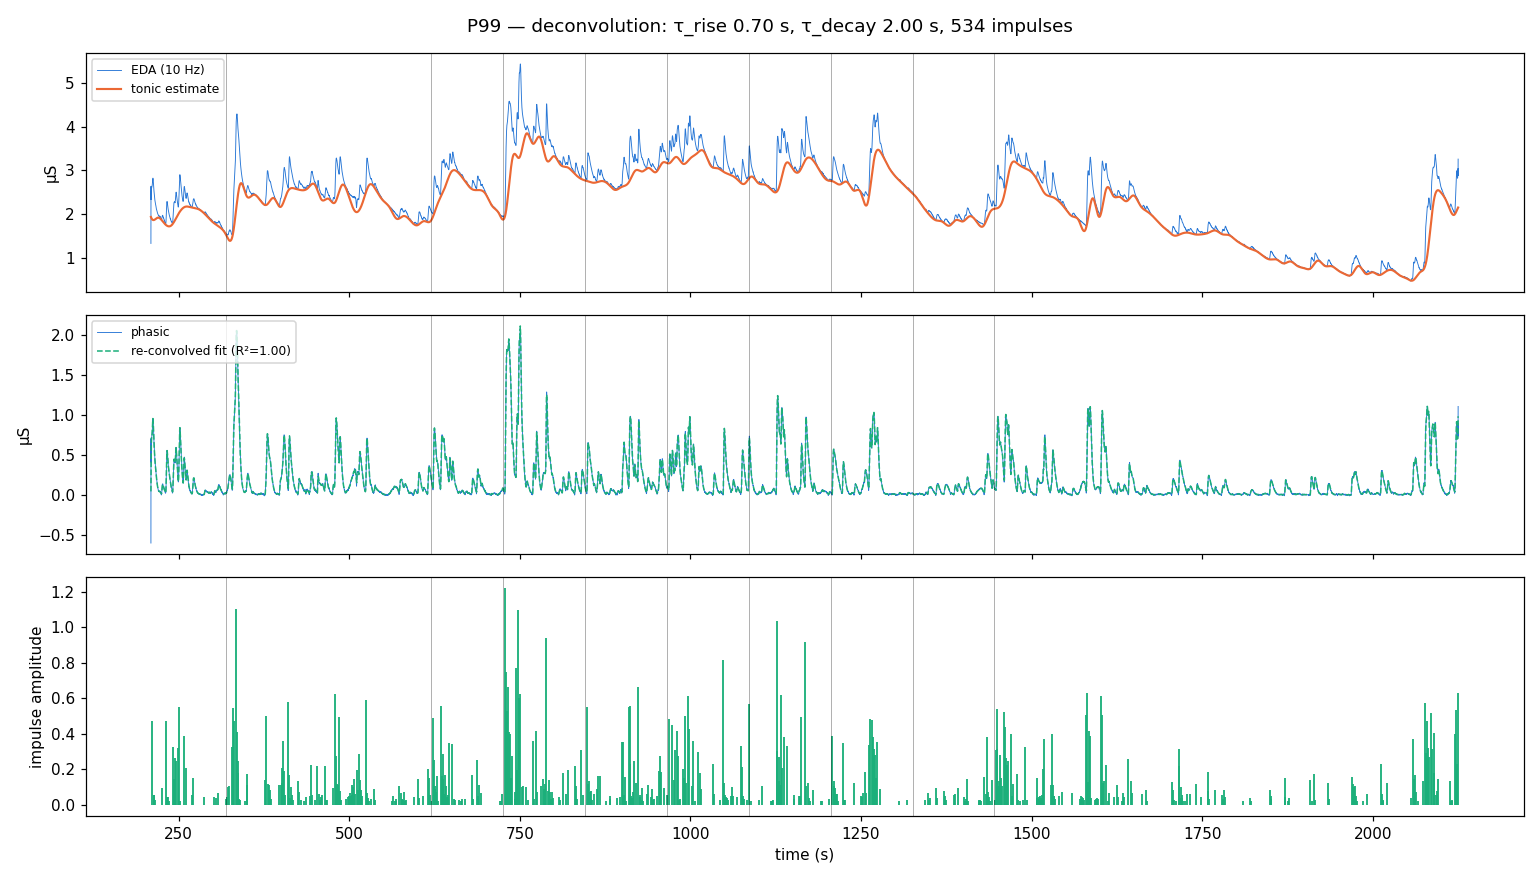 P99 — deconvolution: τ_rise 0.70 s, τ_decay 2.00 s, 534 impulses
EDA (10 Hz)
tonic estimate
5
4
3
2
1
µS
phasic
re-convolved fit (R²=1.00)
2.0
1.5
1.0
0.5
0.0
−0.5
µS
1.2
1.0
0.8
0.6
0.4
0.2
0.0
impulse amplitude
250 500 750 1000 1250 1500 1750 2000
time (s)